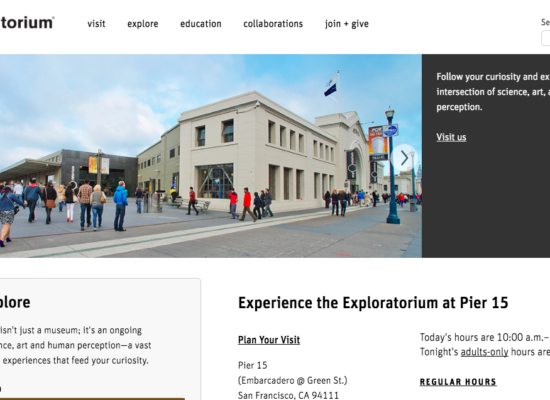 torium®
visit explore education collaborations join + give
Se
Follow your curiosity and ex
intersection of science, art, a
perception.
Visit us
plore
isn't just a museum; it's an ongoing
nce, art and human perception—a vast
experiences that feed your curiosity.
Experience the Exploratorium at Pier 15
Plan Your Visit
Pier 15
(Embarcadero @ Green St.)
San Francisco, CA 94111
Today's hours are 10:00 a.m.–
Tonight's adults-only hours are
REGULAR HOURS